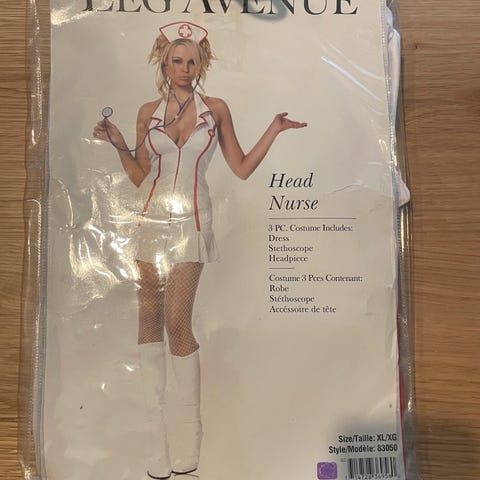 LEG AVENUE
Head
Nurse
3 PC. Costume Includes:
Dress
Stethoscope
Headpiece
Costume 3 Pces Contenant:
Robe
Stéthoscope
Accéssoire de tête
Size/Taille: XL/XG
Style/Modèle: 83050